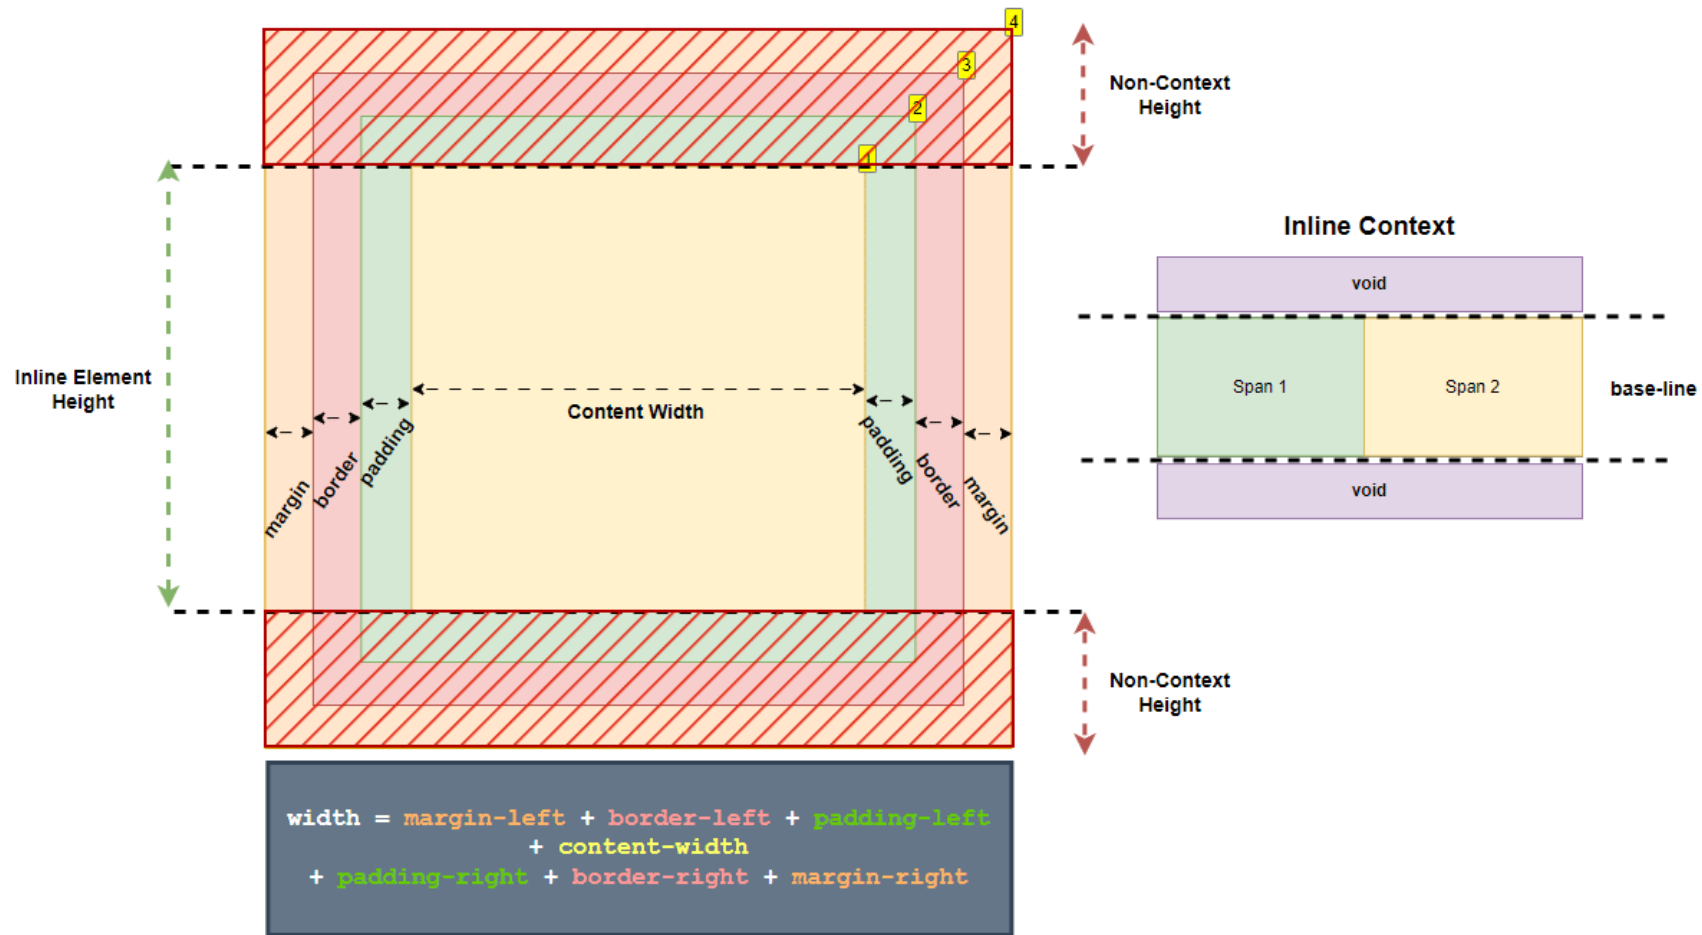 4
3
2
1
Non-Context
Height
Inline Element
Height
Content Width
margin
border
padding
padding
border
margin
Non-Context
Height
Inline Context
void
Span 1
Span 2
base-line
void
width = margin-left + border-left + padding-left
+ content-width
+ padding-right + border-right + margin-right